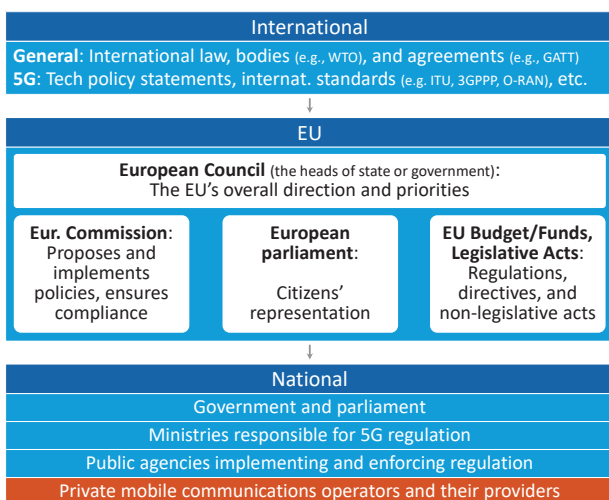 International
General: International law, bodies (e.g., WTO), and agreements (e.g., GATT)
5G: Tech policy statements, internat. standards (e.g. ITU, 3GPPP, O-RAN), etc.
EU
European Council (the heads of state or government):
The EU's overall direction and priorities
Eur. Commission:
Proposes and
implements
policies, ensures
compliance
European
parliament:
Citizens'
representation
EU Budget/Funds,
Legislative Acts:
Regulations,
directives, and
non-legislative acts
National
Government and parliament
Ministries responsible for 5G regulation
Public agencies implementing and enforcing regulation
Private mobile communications operators and their providers